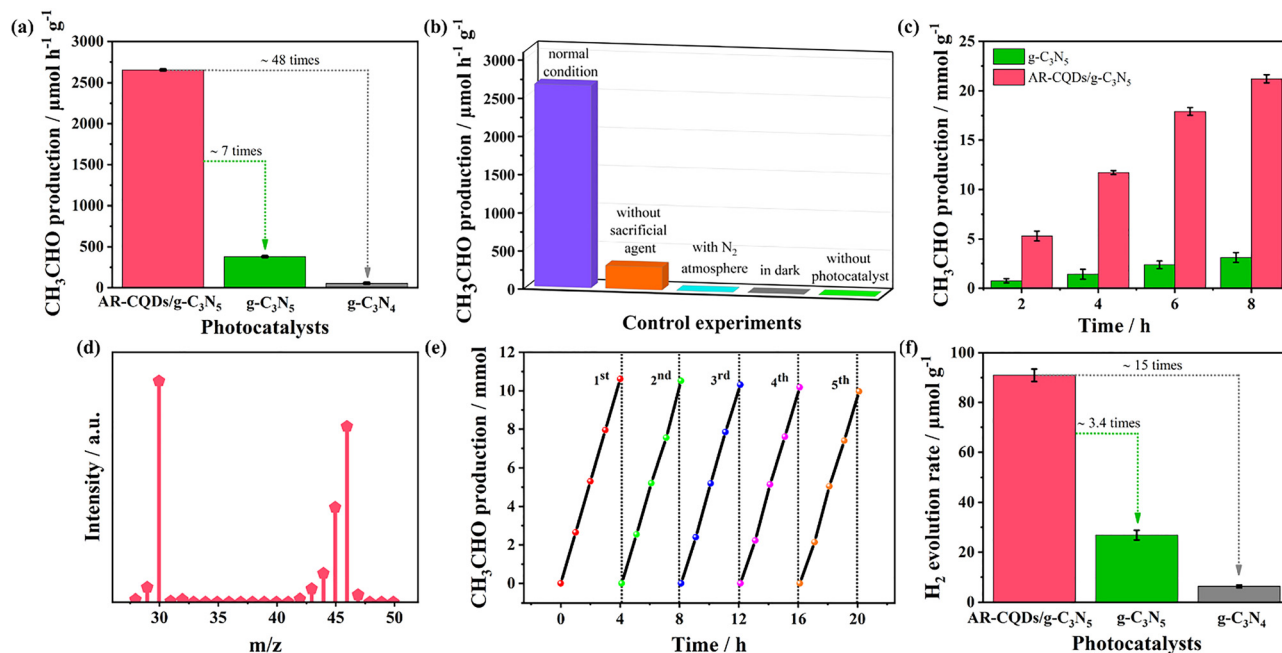 (a)
CH₃CHO production / μmol h⁻¹ g⁻¹
3000
2500
2000
1500
1000
500
0
~ 48 times
~ 7 times
AR-CQDs/g-C₃N₅
g-C₃N₅
g-C₃N₄
Photocatalysts
(b)
CH₃CHO production / μmol h⁻¹ g⁻¹
3000
2500
2000
1500
1000
3000
0
normal
condition
without
sacrificial
agent
with N₂
atmosphere
in dark
without
photocatalyst
Control experiments
(c)
CH₃CHO production / mmol g⁻¹
25
20
15
10
5
0
g-C₃N₅
AR-CQDs/g-C₃N₅
2
4
6
8
Time / h
(d)
Intensity / a.u.
30
35
40
45
50
m/z
(e)
CH₃CHO production / mmol
12
10
8
6
4
2
0
1ˢᵗ
2ⁿᵈ
3ʳᵈ
4ᵗʰ
5ᵗʰ
0
4
8
12
16
20
Time / h
(f)
H₂ evolution rate / μmol g⁻¹
100
80
60
40
20
0
~ 15 times
~ 3.4 times
AR-CQDs/g-C₃N₅
g-C₃N₅
g-C₃N₄
Photocatalysts